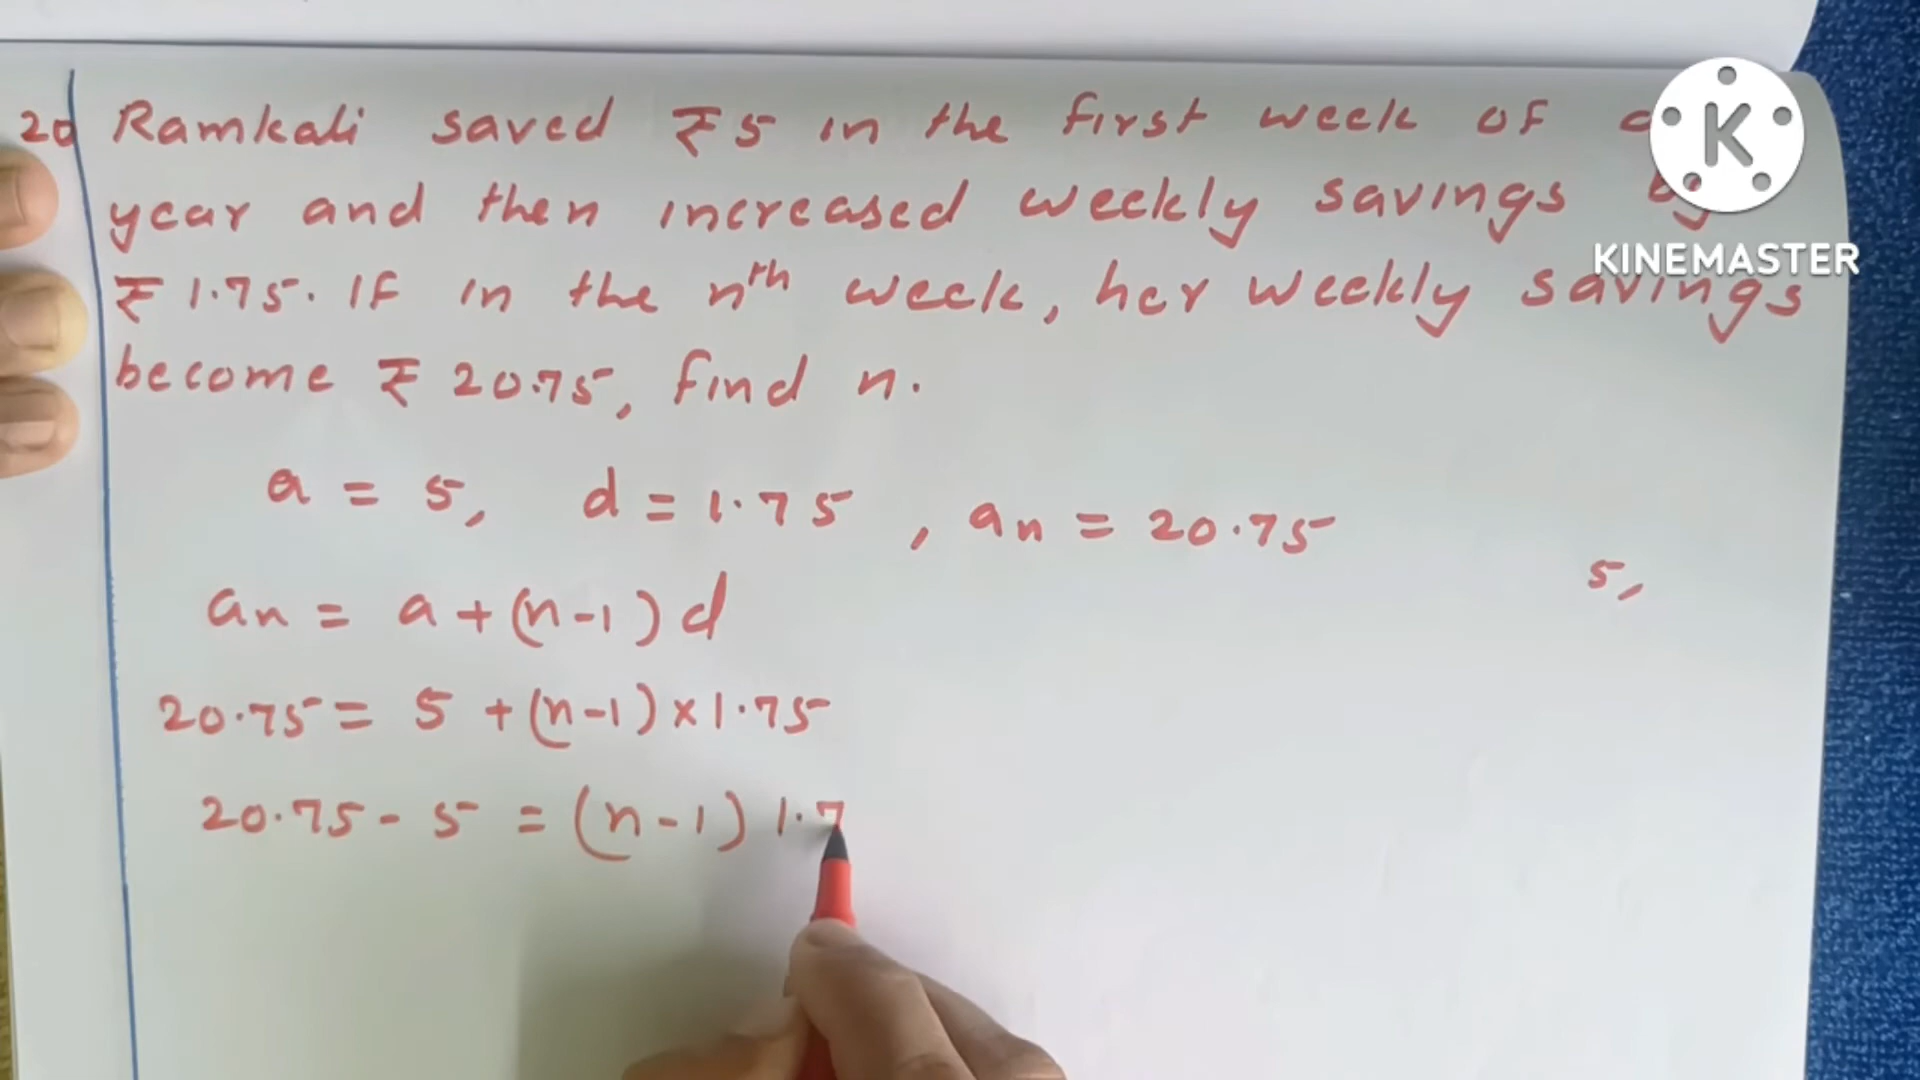 20 Ramkali saved ₹5 in the first week of
year and then increased weekly savings by
₹1.75. If in the nth week, her weekly savings
become ₹20.75, find n.
a = 5, d = 1.75, an = 20.75
5,
an = a + (n-1) d
20.75 = 5 + (n-1) × 1.75
20.75 - 5 = (n-1) 1.7
K
KINEMASTER